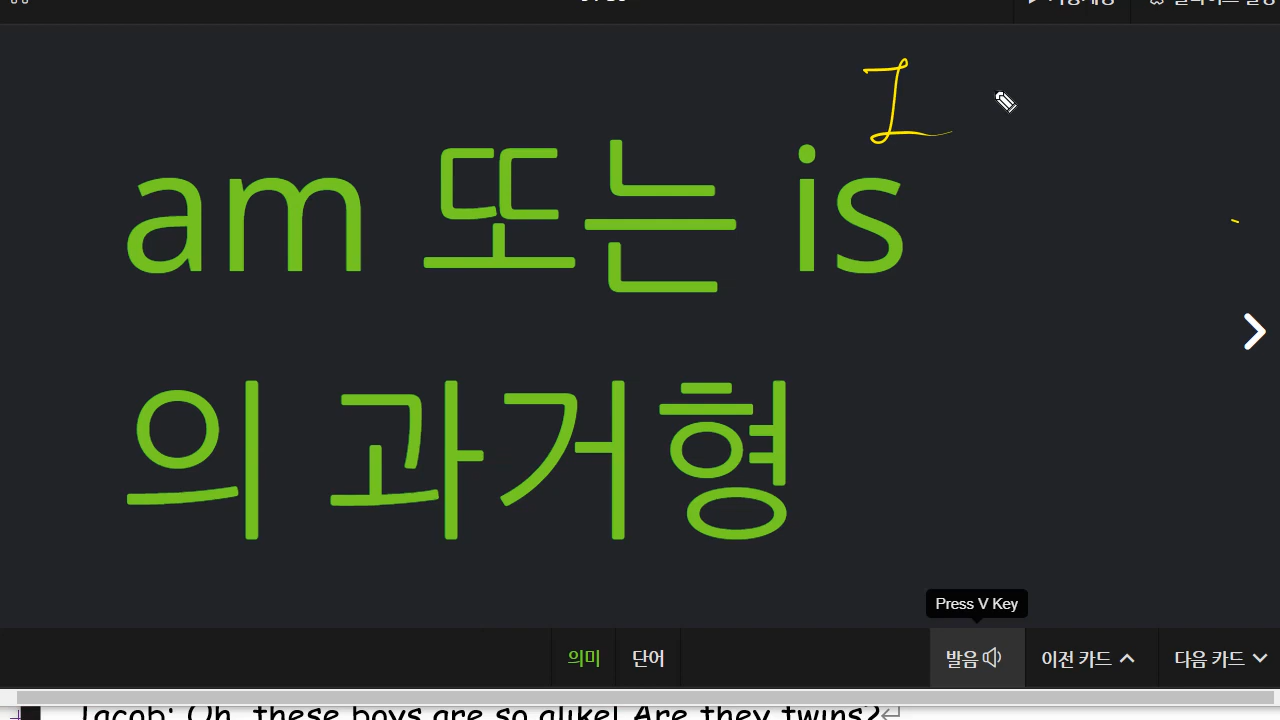 I
am 또는 is
의 과거형
Press V Key
의미 단어 발음 이전 카드 다음 카드
Jacob: Oh, these boys are so alike! Are they twins?